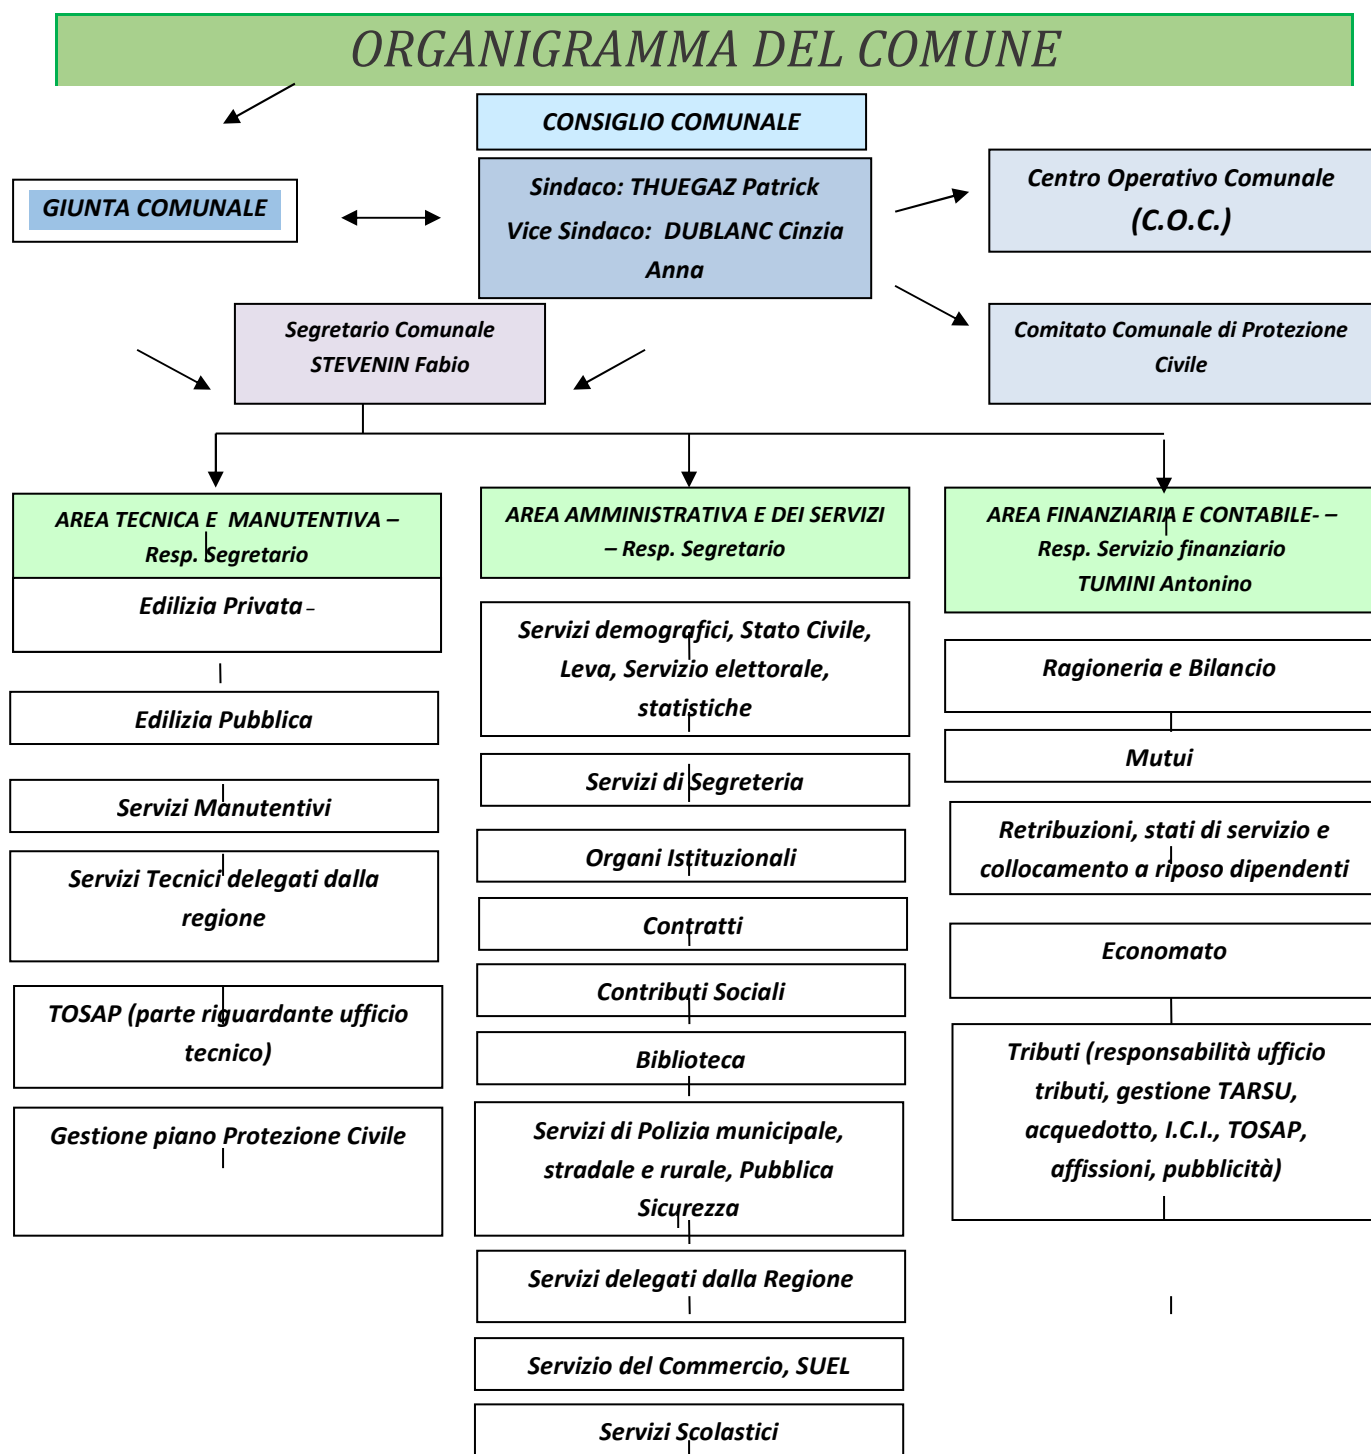 ORGANIGRAMMA DEL COMUNE
CONSIGLIO COMUNALE
GIUNTA COMUNALE
Sindaco: THUEGAZ Patrick
Vice Sindaco: DUBLANC Cinzia
Anna
Centro Operativo Comunale
(C.O.C.)
Segretario Comunale
STEVENIN Fabio
Comitato Comunale di Protezione
Civile
AREA TECNICA E MANUTENTIVA –
Resp. Segretario
Edilizia Privata –
Edilizia Pubblica
Servizi Manutentivi
Servizi Tecnici delegati dalla
regione
TOSAP (parte riguardante ufficio
tecnico)
Gestione piano Protezione Civile
AREA AMMINISTRATIVA E DEI SERVIZI
– Resp. Segretario
Servizi demografici, Stato Civile,
Leva, Servizio elettorale,
statistiche
Servizi di Segreteria
Organi Istituzionali
Contratti
Contributi Sociali
Biblioteca
Servizi di Polizia municipale,
stradale e rurale, Pubblica
Sicurezza
Servizi delegati dalla Regione
Servizio del Commercio, SUEL
Servizi Scolastici
AREA FINANZIARIA E CONTABILE- –
Resp. Servizio finanziario
TUMINI Antonino
Ragioneria e Bilancio
Mutui
Retribuzioni, stati di servizio e
collocamento a riposo dipendenti
Economato
Tributi (responsabilità ufficio
tributi, gestione TARSU,
acquedotto, I.C.I., TOSAP,
affissioni, pubblicità)